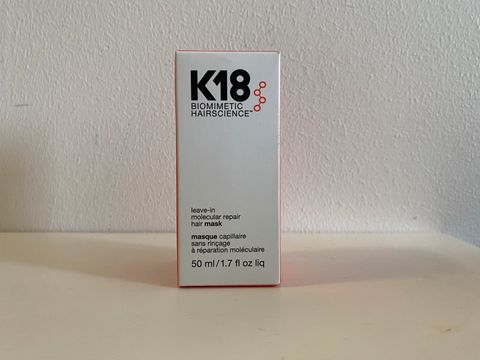 K18
BIOMIMETIC
HAIRSCIENCE™
leave-in
molecular repair
hair mask
masque capillaire
sans rinçage
à réparation moléculaire
50 ml/1.7 fl oz liq